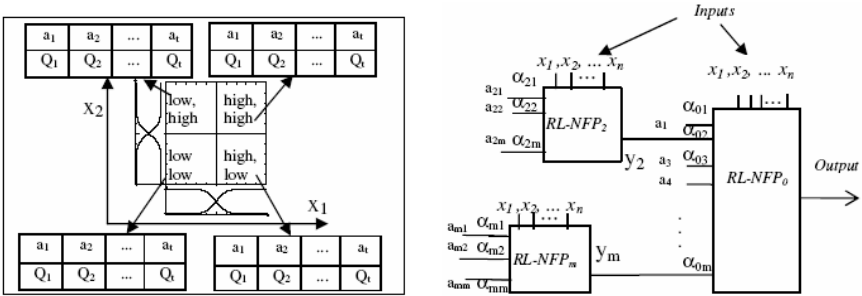 a₁ a₂ ... aₜ
Q₁ Q₂ ... Qₜ
a₁ a₂ ... aₜ
Q₁ Q₂ ... Qₜ
X₂
low, high
high, high
low low
high, low
X₁
a₁ a₂ ... aₜ
Q₁ Q₂ ... Qₜ
a₁ a₂ ... aₜ
Q₁ Q₂ ... Qₜ
Inputs
x₁,x₂, ... xₙ
...
a₂₁ α₂₁
a₂₂ α₂₂
a₂ₘ α₂ₘ
RL-NFP₂
y₂
x₁,x₂, ... xₙ
...
a₁ α₀₁
α₀₂
a₃ α₀₃
a₄
RL-NFP₀
Output
α₀ₘ
x₁,x₂, ... xₙ
...
aₘ₁ αₘ₁
aₘ₂ αₘ₂
aₘₘ αₘₘ
RL-NFPₘ
yₘ